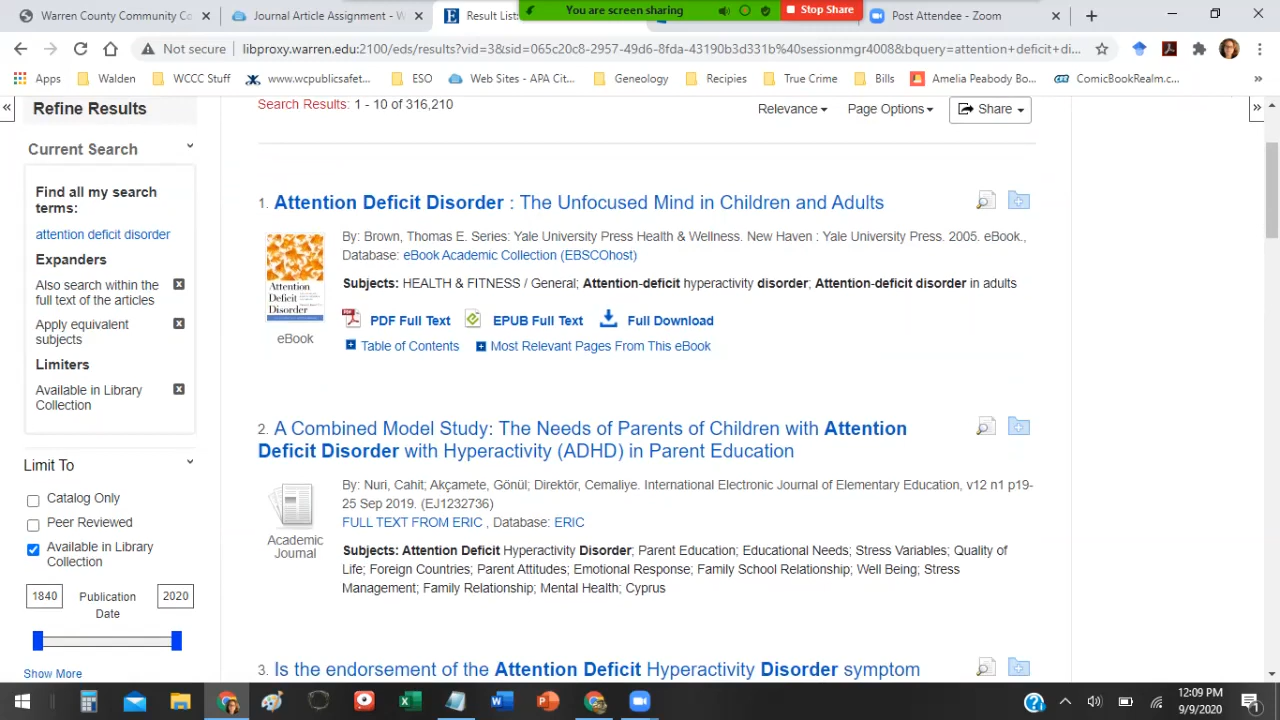 Warren County Community Co
Journal Article Assignment - W
Result List:
You are screen sharing
Stop Share
Post Attendee - Zoom
Not secure
libproxy.warren.edu:2100/eds/results?vid=3&sid=065c20c8-2957-49d6-8fda-43190b3d331b%40sessionmgr4008&bquery=attention+deficit+di...
Apps
Walden
WCCC Stuff
www.wcpublicsafet...
ESO
Web Sites - APA Cit...
Geneology
Recipies
True Crime
Bills
Amelia Peabody Bo...
ComicBookRealm.c...
»
«
Refine Results
Search Results: 1 - 10 of 316,210
Relevance
Page Options
Share
»
Current Search
Find all my search
terms:
attention deficit disorder
Expanders
Also search within the
full text of the articles
Apply equivalent
subjects
Limiters
Available in Library
Collection
Limit To
Catalog Only
Peer Reviewed
Available in Library
Collection
1840
Publication
Date
2020
Show More
1. Attention Deficit Disorder : The Unfocused Mind in Children and Adults
By: Brown, Thomas E. Series: Yale University Press Health & Wellness. New Haven : Yale University Press. 2005. eBook.,
Database: eBook Academic Collection (EBSCOhost)
Subjects: HEALTH & FITNESS / General; Attention-deficit hyperactivity disorder; Attention-deficit disorder in adults
Attention
Deficit
Disorder
eBook
PDF Full Text
EPUB Full Text
Full Download
Table of Contents
Most Relevant Pages From This eBook
2. A Combined Model Study: The Needs of Parents of Children with Attention
Deficit Disorder with Hyperactivity (ADHD) in Parent Education
By: Nuri, Cahit; Akçamete, Gönül; Direktör, Cemaliye. International Electronic Journal of Elementary Education, v12 n1 p19-
25 Sep 2019. (EJ1232736)
FULL TEXT FROM ERIC , Database: ERIC
Academic
Journal
Subjects: Attention Deficit Hyperactivity Disorder; Parent Education; Educational Needs; Stress Variables; Quality of
Life; Foreign Countries; Parent Attitudes; Emotional Response; Family School Relationship; Well Being; Stress
Management; Family Relationship; Mental Health; Cyprus
3. Is the endorsement of the Attention Deficit Hyperactivity Disorder symptom
12:09 PM
9/9/2020